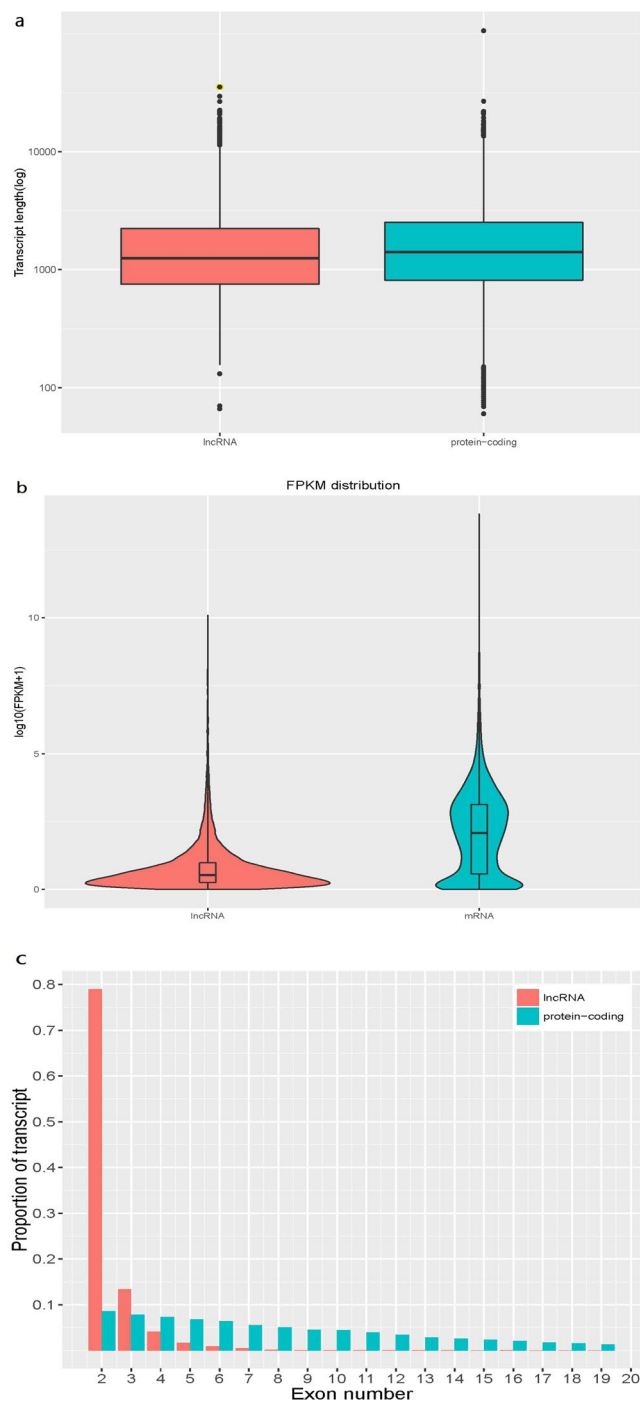 a
Transcript length(log)
10000
1000
100
lncRNA
protein-coding
b
FPKM distribution
log10(FPKM+1)
10
5
0
lncRNA
mRNA
c
Proportion of transcript
0.8
0.7
0.6
0.5
0.4
0.3
0.2
0.1
lncRNA
protein-coding
2 3 4 5 6 7 8 9 10 11 12 13 14 15 16 17 18 19 20
Exon number